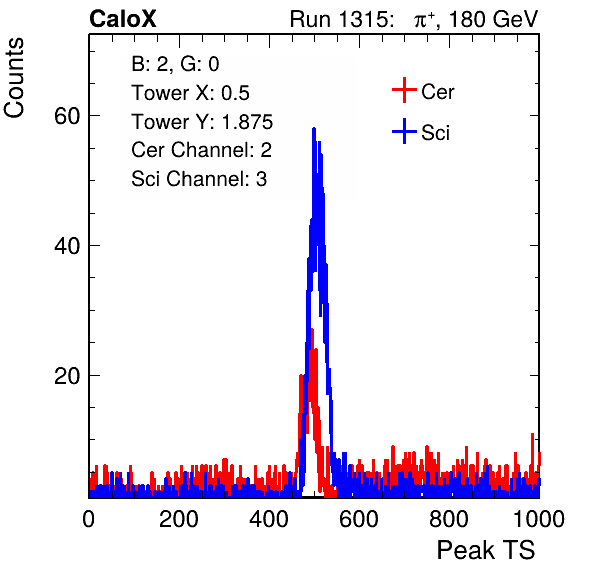 CaloX Run 1315: π⁺, 180 GeV
Counts
B: 2, G: 0
Tower X: 0.5
Tower Y: 1.875
Cer Channel: 2
Sci Channel: 3
Cer
Sci
60
40
20
0 200 400 600 800 1000
Peak TS